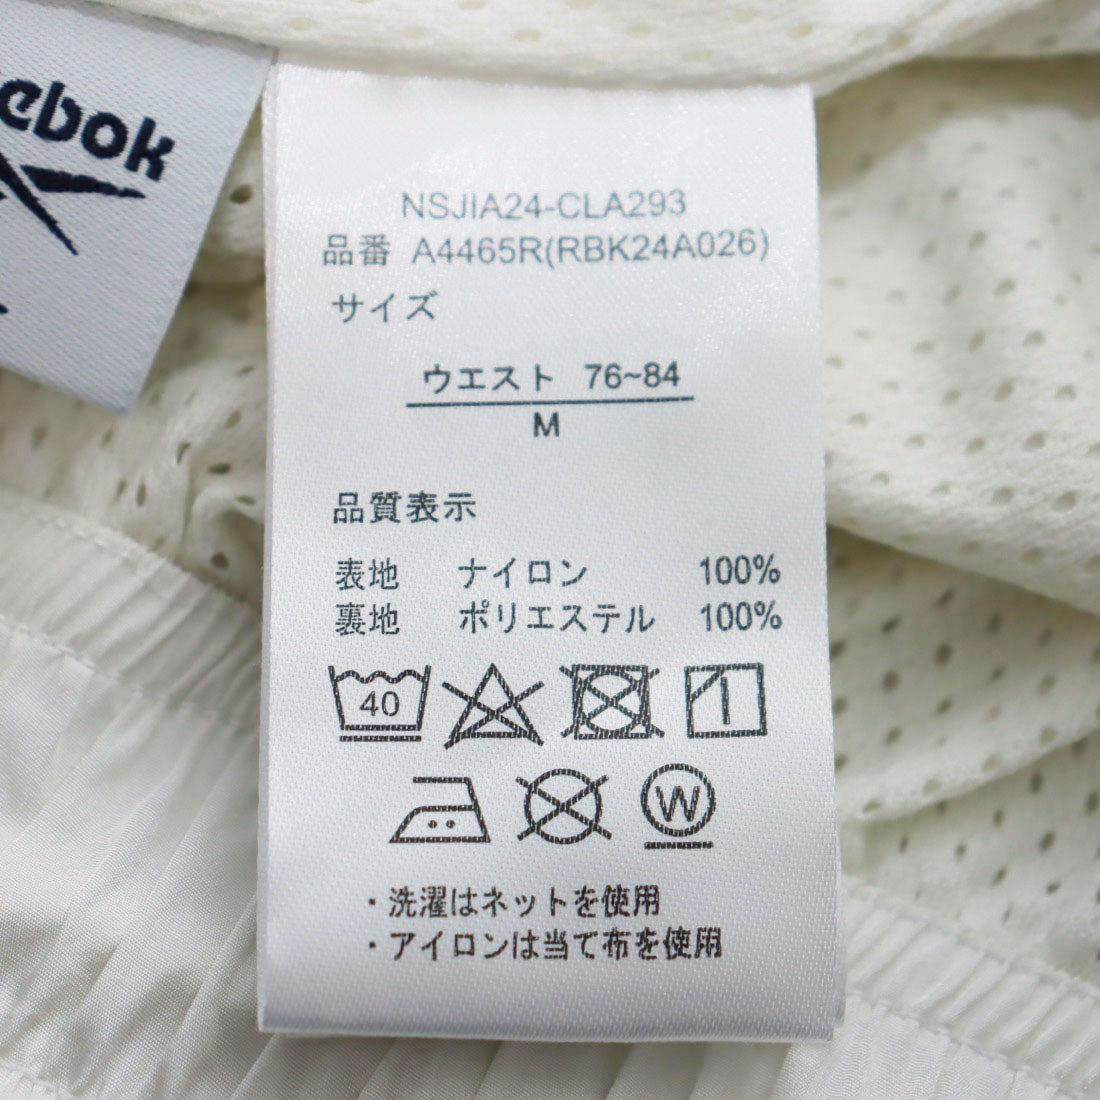 ebok
NSJIA24-CLA293
品番 A4465R(RBK24A026)
サイズ
ウエスト 76~84
M
品質表示
表地 ナイロン 100%
裏地 ポリエステル 100%
40
W
・洗濯はネットを使用
・アイロンは当て布を使用